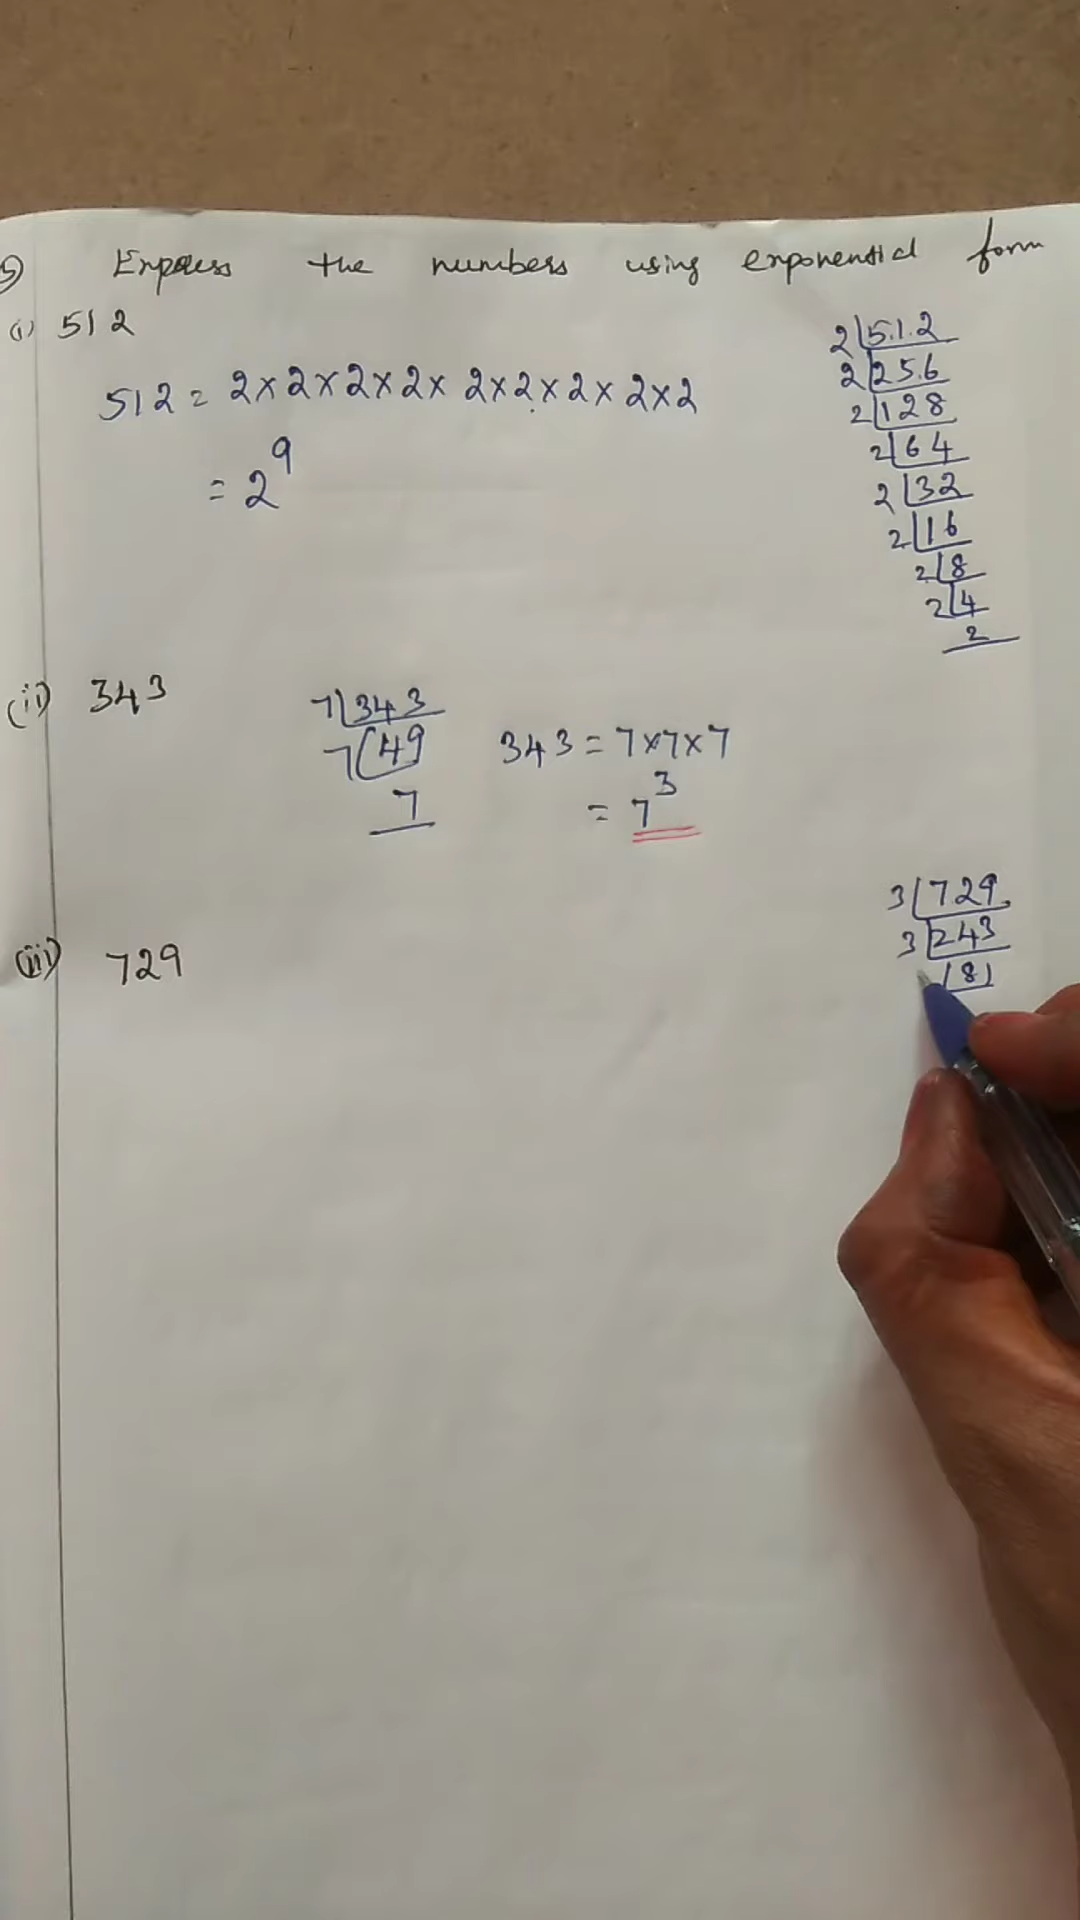 5) Express the numbers using exponential form
(i) 512
512 = 2×2×2×2×2×2×2×2×2
= 2^9
2|512
2|256
2|128
2|64
2|32
2|16
2|8
2|4
2
(ii) 343
7|343
7|49
7
343 = 7×7×7
= 7^3
(iii) 729
3|729
3|243
|81